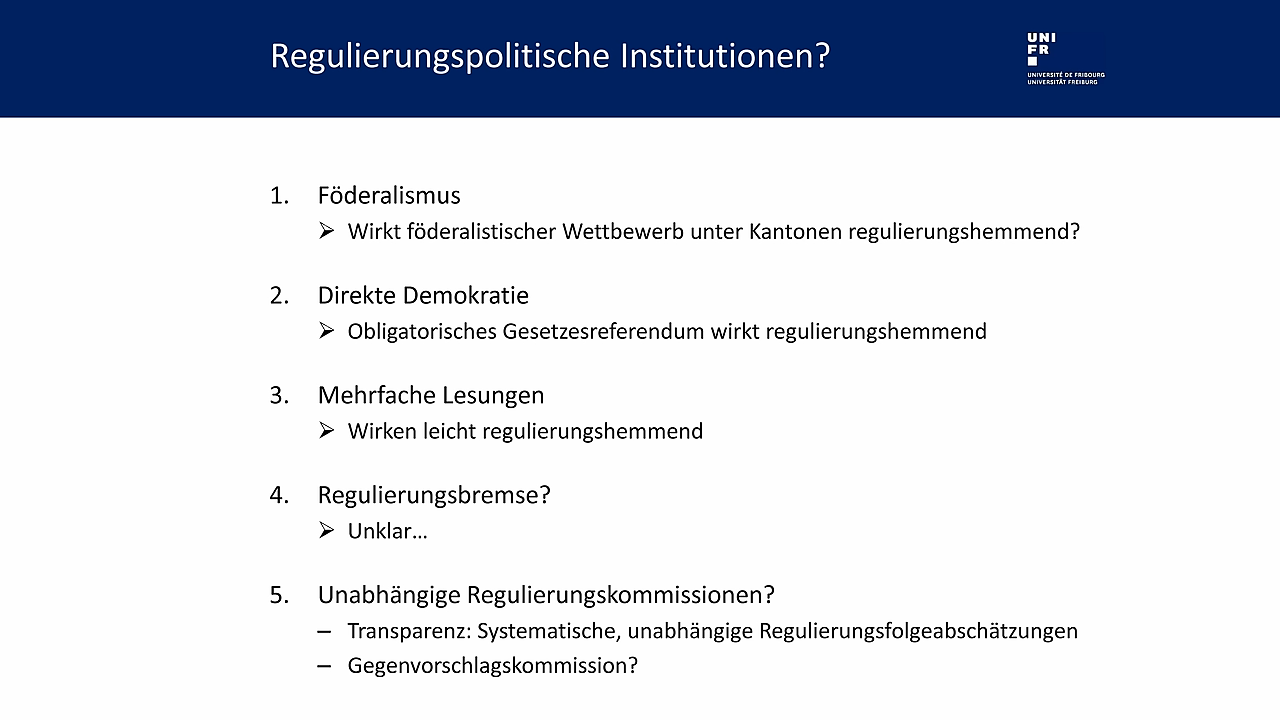 Regulierungspolitische Institutionen?
UNI
FR
UNIVERSITÉ DE FRIBOURG
UNIVERSITÄT FREIBURG
1. Föderalismus
➢ Wirkt föderalistischer Wettbewerb unter Kantonen regulierungshemmend?
2. Direkte Demokratie
➢ Obligatorisches Gesetzesreferendum wirkt regulierungshemmend
3. Mehrfache Lesungen
➢ Wirken leicht regulierungshemmend
4. Regulierungsbremse?
➢ Unklar…
5. Unabhängige Regulierungskommissionen?
– Transparenz: Systematische, unabhängige Regulierungsfolgeabschätzungen
– Gegenvorschlagskommission?